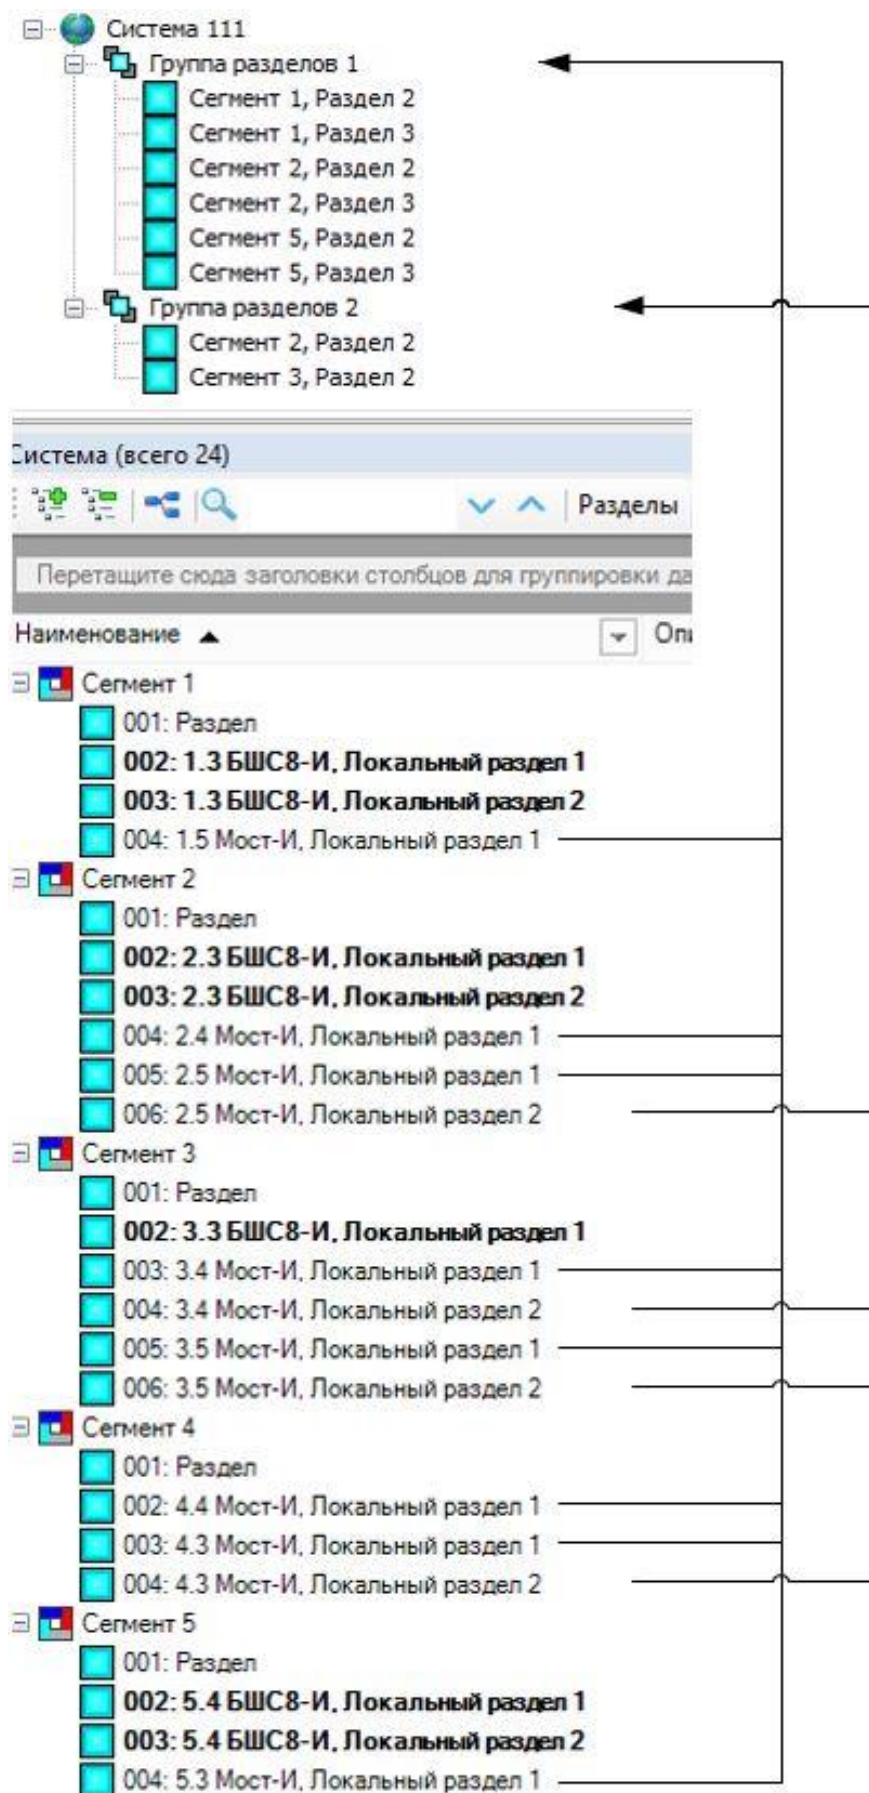 Система 111
Группа разделов 1
Сегмент 1, Раздел 2
Сегмент 1, Раздел 3
Сегмент 2, Раздел 2
Сегмент 2, Раздел 3
Сегмент 5, Раздел 2
Сегмент 5, Раздел 3
Группа разделов 2
Сегмент 2, Раздел 2
Сегмент 3, Раздел 2
Система (всего 24)
Разделы
Перетащите сюда заголовки столбцов для группировки да
Наименование Опи
Сегмент 1
001: Раздел
002: 1.3 БШС8-И, Локальный раздел 1
003: 1.3 БШС8-И, Локальный раздел 2
004: 1.5 Мост-И, Локальный раздел 1
Сегмент 2
001: Раздел
002: 2.3 БШС8-И, Локальный раздел 1
003: 2.3 БШС8-И, Локальный раздел 2
004: 2.4 Мост-И, Локальный раздел 1
005: 2.5 Мост-И, Локальный раздел 1
006: 2.5 Мост-И, Локальный раздел 2
Сегмент 3
001: Раздел
002: 3.3 БШС8-И, Локальный раздел 1
003: 3.4 Мост-И, Локальный раздел 1
004: 3.4 Мост-И, Локальный раздел 2
005: 3.5 Мост-И, Локальный раздел 1
006: 3.5 Мост-И, Локальный раздел 2
Сегмент 4
001: Раздел
002: 4.4 Мост-И, Локальный раздел 1
003: 4.3 Мост-И, Локальный раздел 1
004: 4.3 Мост-И, Локальный раздел 2
Сегмент 5
001: Раздел
002: 5.4 БШС8-И, Локальный раздел 1
003: 5.4 БШС8-И, Локальный раздел 2
004: 5.3 Мост-И, Локальный раздел 1